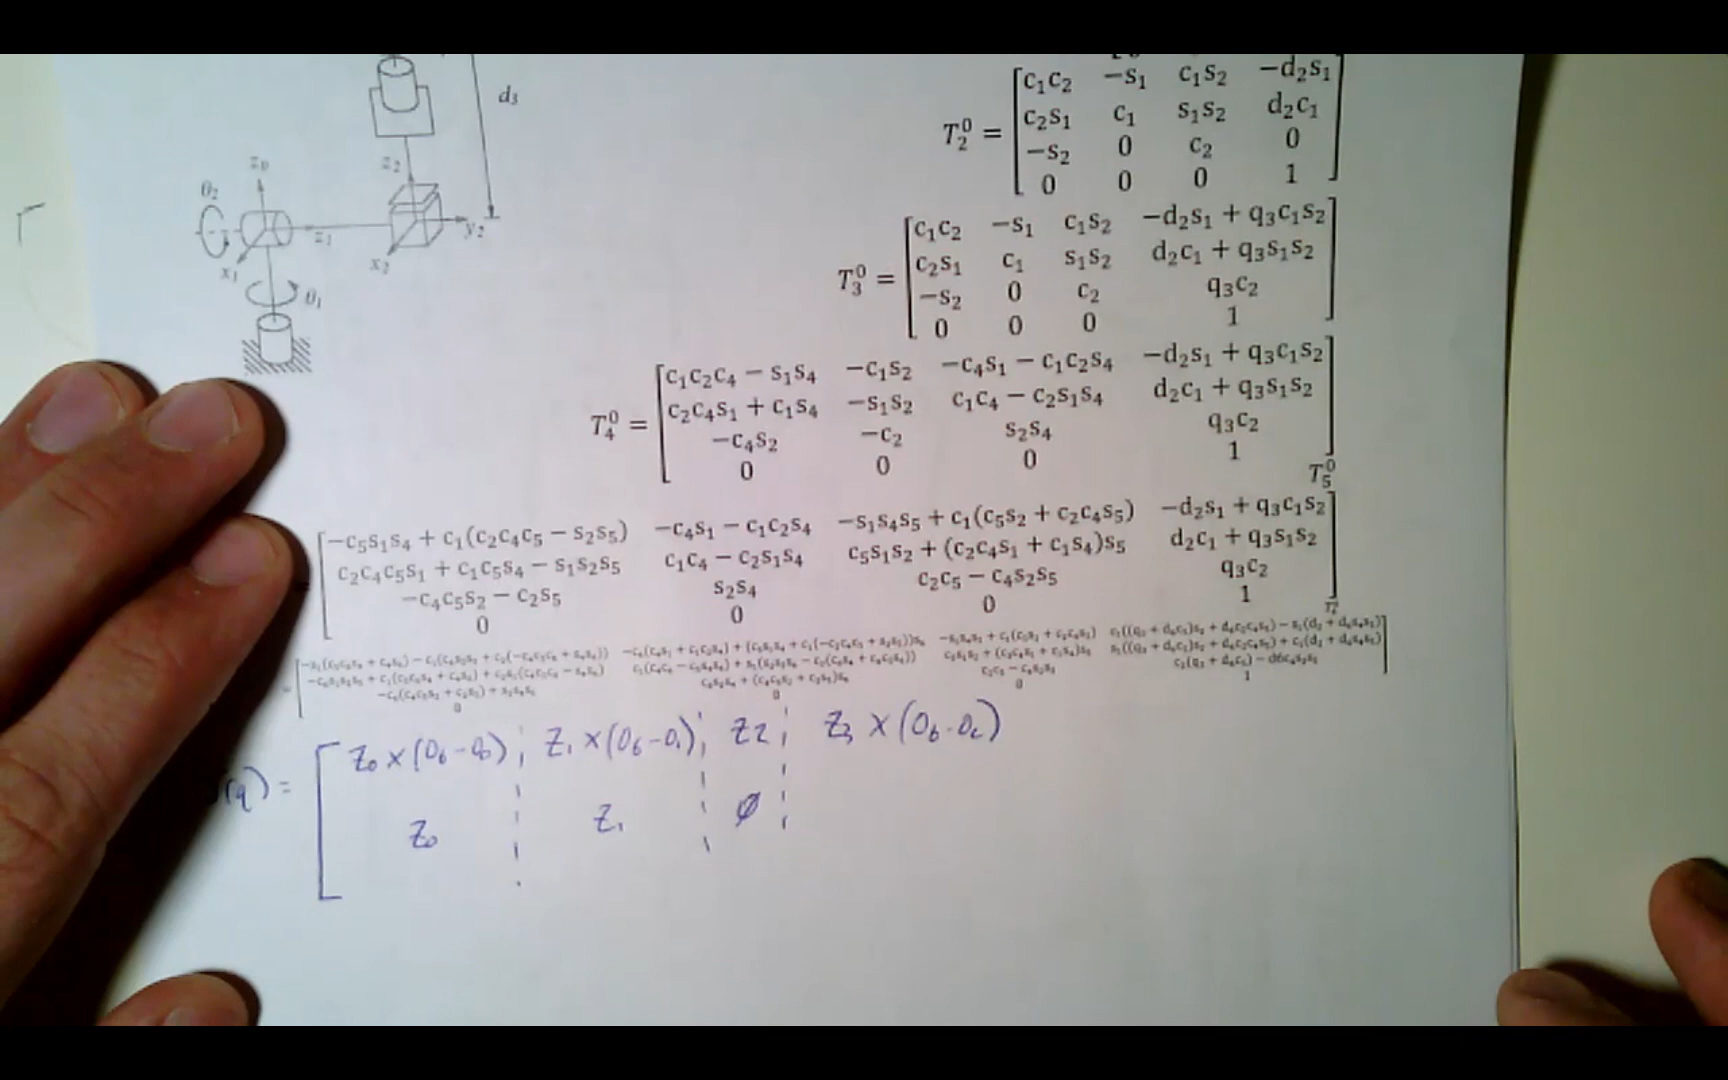 d₃
z₀
θ₂
z₂
z₁
y₂
x₁
x₂
θ₁
c₁c₂ −s₁ c₁s₂ −d₂s₁
T₂⁰ = c₂s₁ c₁ s₁s₂ d₂c₁
−s₂ 0 c₂ 0
0 0 0 1
c₁c₂ −s₁ c₁s₂ −d₂s₁ + q₃c₁s₂
T₃⁰ = c₂s₁ c₁ s₁s₂ d₂c₁ + q₃s₁s₂
−s₂ 0 c₂ q₃c₂
0 0 0 1
c₁c₂c₄ − s₁s₄ −c₁s₂ −c₄s₁ − c₁c₂s₄ −d₂s₁ + q₃c₁s₂
T₄⁰ = c₂c₄s₁ + c₁s₄ −s₁s₂ c₁c₄ − c₂s₁s₄ d₂c₁ + q₃s₁s₂
−c₄s₂ −c₂ s₂s₄ q₃c₂
0 0 0 1
T₅⁰
−c₅s₁s₄ + c₁(c₂c₄c₅ − s₂s₅) −c₄s₁ − c₁c₂s₄ −s₁s₄s₅ + c₁(c₅s₂ + c₂c₄s₅) −d₂s₁ + q₃c₁s₂
c₂c₄c₅s₁ + c₁c₅s₄ − s₁s₂s₅ c₁c₄ − c₂s₁s₄ c₅s₁s₂ + (c₂c₄s₁ + c₁s₄)s₅ d₂c₁ + q₃s₁s₂
−c₄c₅s₂ − c₂s₅ s₂s₄ c₂c₅ − c₄s₂s₅ q₃c₂
0 0 0 1
z₀ × (o₆ − o₀) ¦ z₁ × (o₆ − o₁) ¦ z2 ¦ z₃ × (o₆ − o
(q) =
z₀ z₁ ∅